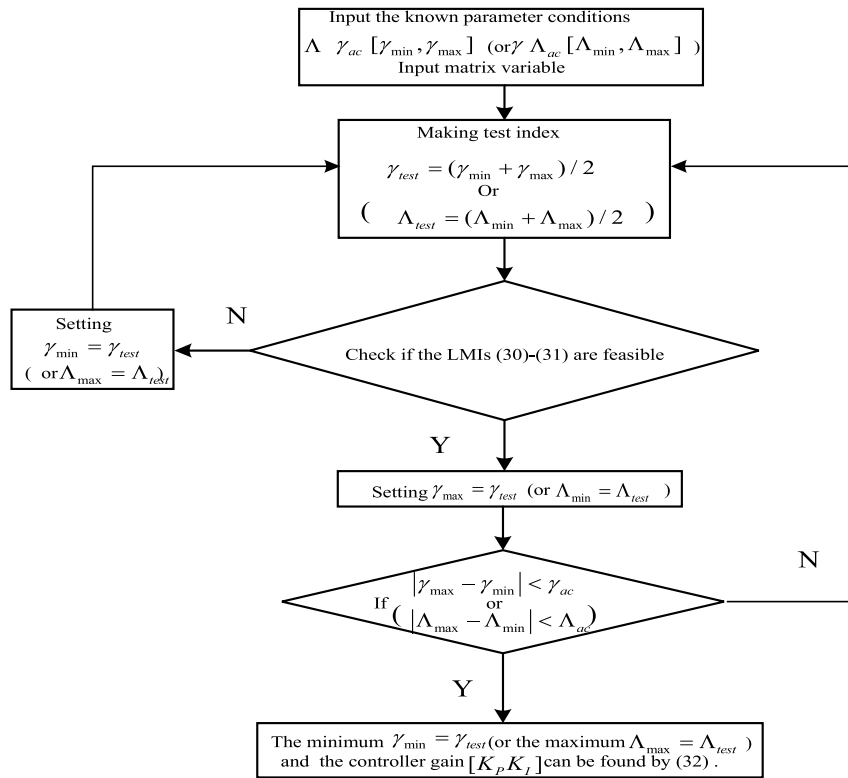 Input the known parameter conditions
Λ γac [γmin,γmax] (orγ Λac [Λmin,Λmax] )
Input matrix variable
Making test index
γtest = (γmin + γmax) / 2
Or
( Λtest = (Λmin + Λmax) / 2 )
N
Setting
γmin = γtest
( orΛmax = Λtest)
Check if the LMIs (30)-(31) are feasible
Y
Setting γmax = γtest (or Λmin = Λtest )
N
|γmax − γmin| < γac
If or
( |Λmax − Λmin| < Λac)
Y
The minimum γmin = γtest(or the maximum Λmax = Λtest )
and the controller gain [KP KI] can be found by (32) .